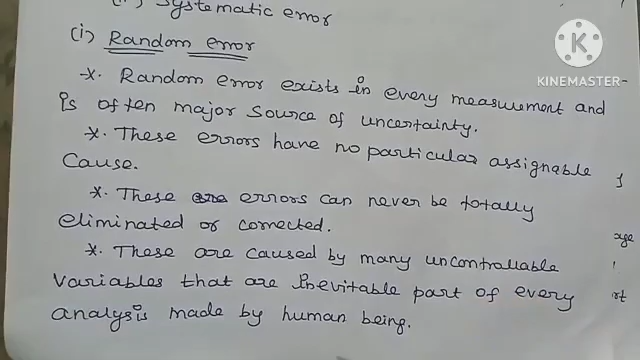 (ii) Systematic error
(i) Random error
*. Random error exists in every measurement and
is often major source of uncertainty.
*. These errors have no particular assignable
Cause.
*. These errors can never be totally
eliminated or corrected.
*. These are caused by many uncontrollable
variables that are inevitable part of every
analysis made by human being.
KINEMASTER